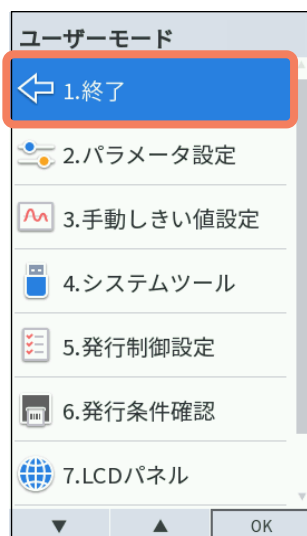 ユーザーモード
1.終了
2.パラメータ設定
3.手動しきい値設定
4.システムツール
5.発行制御設定
6.発行条件確認
7.LCDパネル
▼ ▲ OK